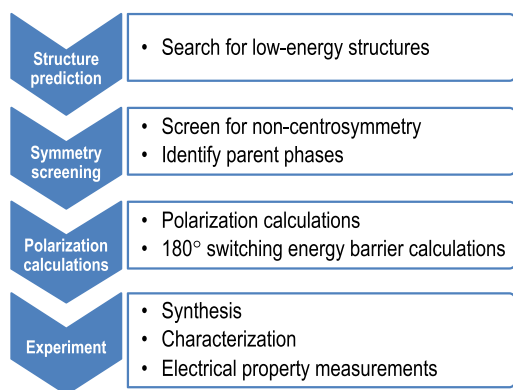 Structure
prediction
• Search for low-energy structures
Symmetry
screening
• Screen for non-centrosymmetry
• Identify parent phases
Polarization
calculations
• Polarization calculations
• 180° switching energy barrier calculations
Experiment
• Synthesis
• Characterization
• Electrical property measurements